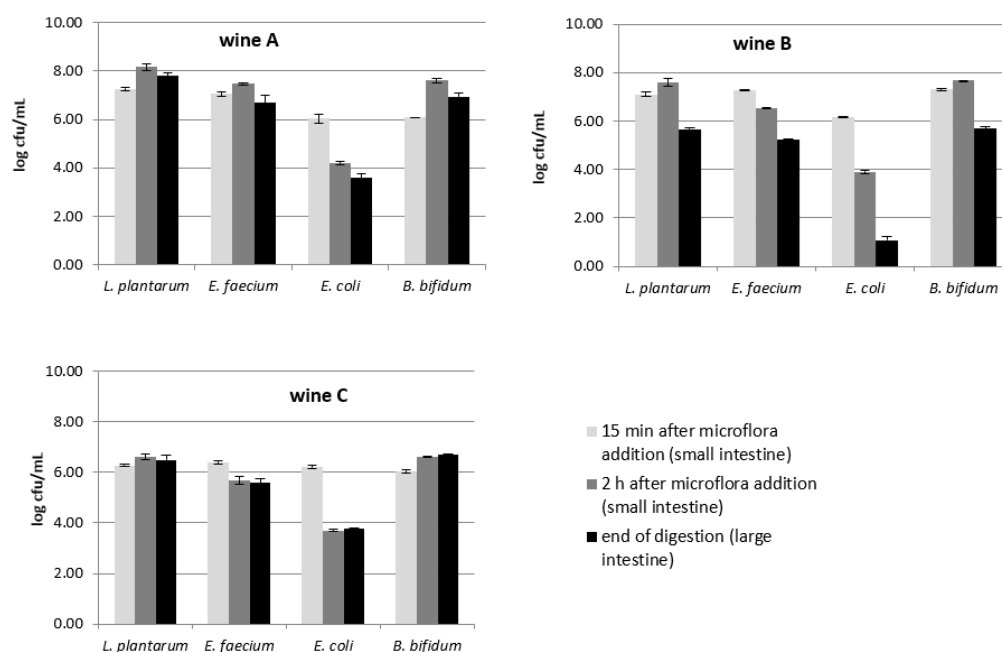 wine A
log cfu/mL
10.00
8.00
6.00
4.00
2.00
0.00
L. plantarum E. faecium E. coli B. bifidum
wine B
log cfu/mL
10.00
8.00
6.00
4.00
2.00
0.00
L. plantarum E. faecium E. coli B. bifidum
wine C
log cfu/mL
10.00
8.00
6.00
4.00
2.00
0.00
L. plantarum E. faecium E. coli B. bifidum
15 min after microflora
addition (small intestine)
2 h after microflora addition
(small intestine)
end of digestion (large
intestine)